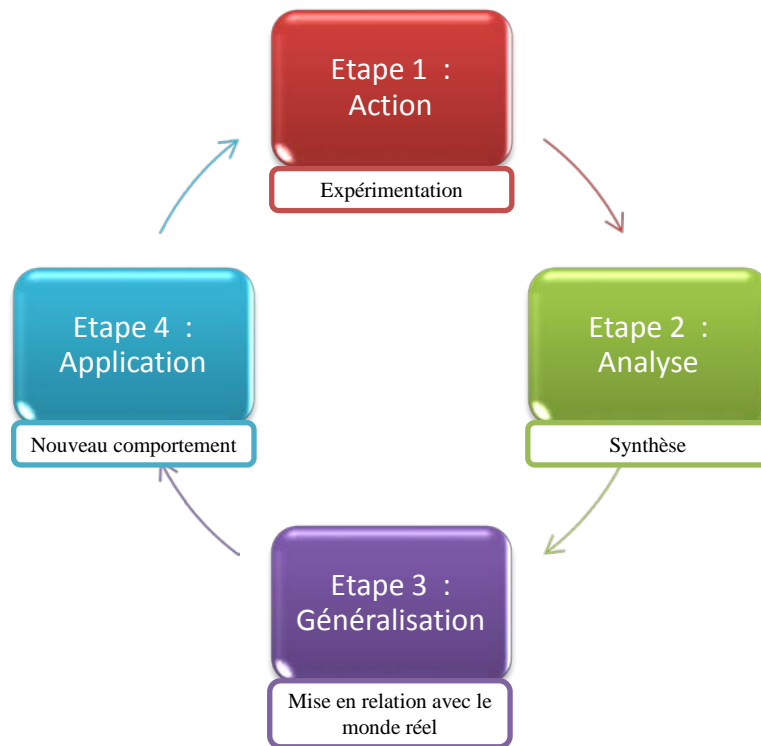 Etape 1 :
Action
Expérimentation
Etape 2 :
Analyse
Synthèse
Etape 3 :
Généralisation
Mise en relation avec le
monde réel
Etape 4 :
Application
Nouveau comportement